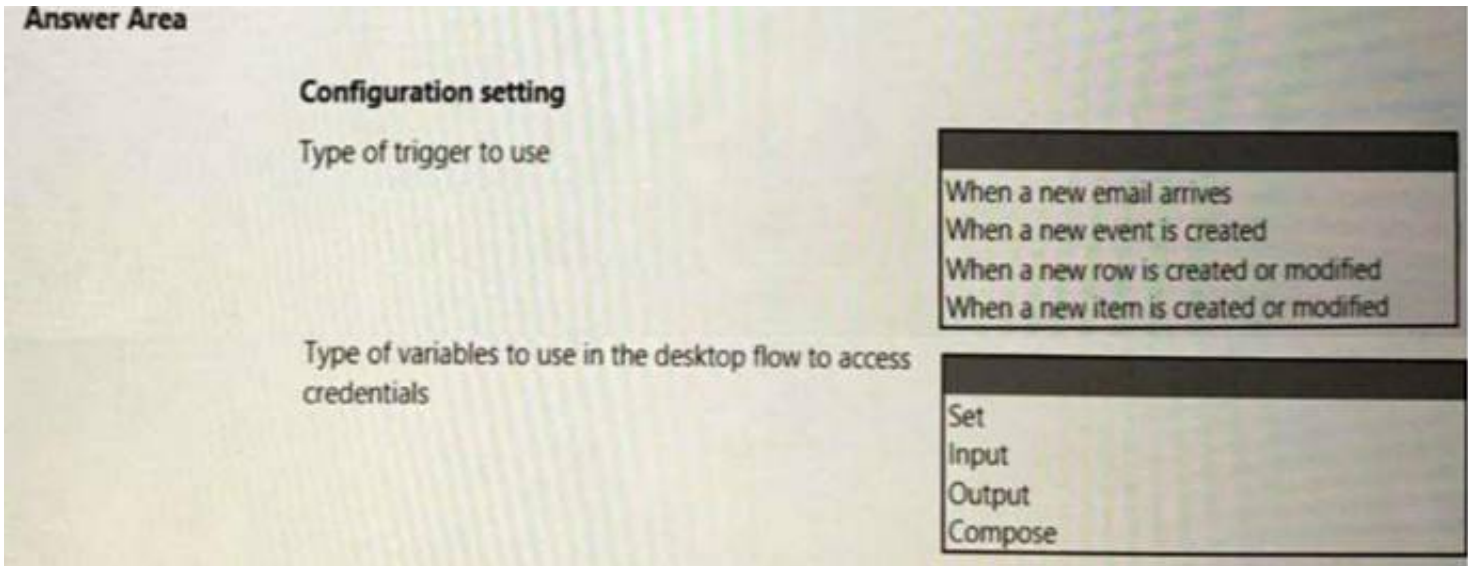 Answer Area
Configuration setting
Type of trigger to use
When a new email arrives
When a new event is created
When a new row is created or modified
When a new item is created or modified
Type of variables to use in the desktop flow to access
credentials
Set
Input
Output
Compose